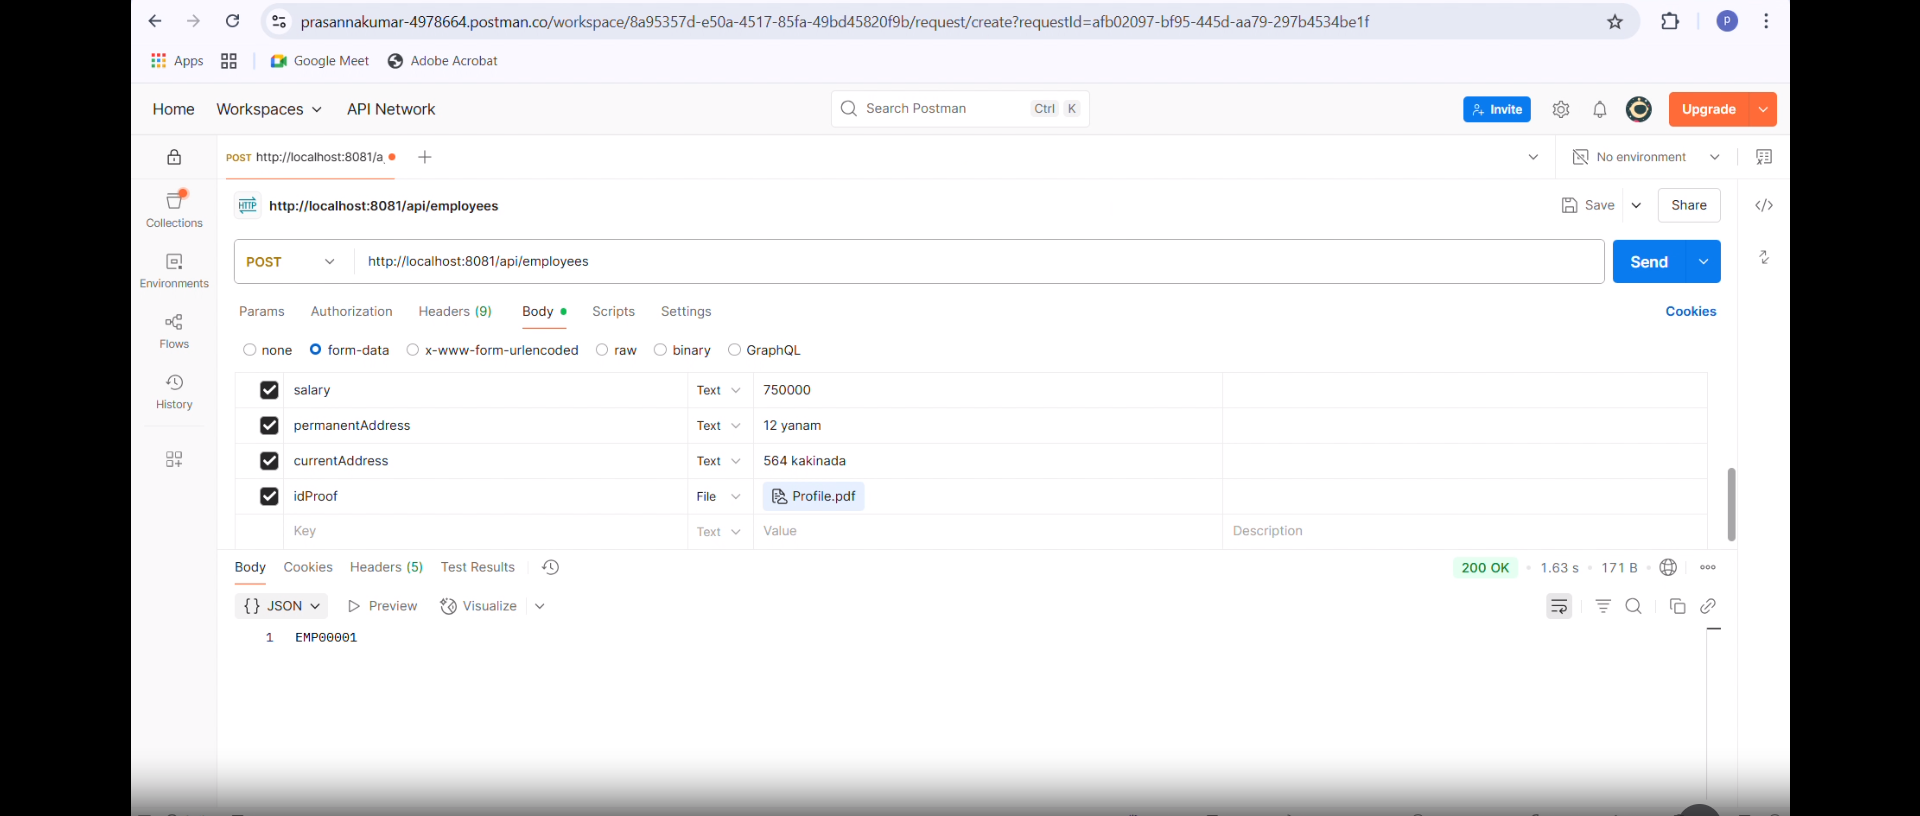 prasannakumar-4978664.postman.co/workspace/8a95357d-e50a-4517-85fa-49bd45820f9b/request/create?requestId=afb02097-bf95-445d-aa79-297b4534be1f
P
Apps Google Meet Adobe Acrobat
Home Workspaces API Network Search Postman Ctrl K Invite Upgrade
POST http://localhost:8081/a No environment
Collections
Environments
Flows
History
HTTP http://localhost:8081/api/employees Save Share
POST http://localhost:8081/api/employees Send
Params Authorization Headers (9) Body Scripts Settings Cookies
none form-data x-www-form-urlencoded raw binary GraphQL
salary Text 750000
permanentAddress Text 12 yanam
currentAddress Text 564 kakinada
idProof File Profile.pdf
Key Text Value Description
Body Cookies Headers (5) Test Results 200 OK 1.63 s 171 B
{} JSON Preview Visualize
1 EMP00001